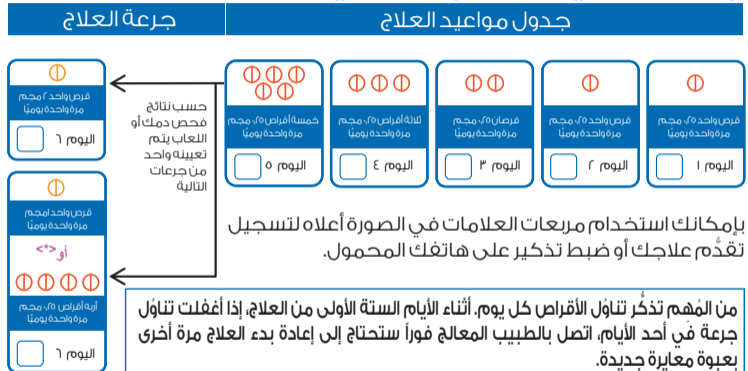 جدول مواعيد العلاج
جرعة العلاج
قرص واحد ٠٫٢٥ مجم
مرة واحدة يوميًا
اليوم ١
قرص واحد ٠٫٢٥ مجم
مرة واحدة يوميًا
اليوم ٢
قرصان ٠٫٢٥ مجم
مرة واحدة يوميًا
اليوم ٣
ثلاثة أقراص ٠٫٢٥ مجم
مرة واحدة يوميًا
اليوم ٤
خمسة أقراص ٠٫٢٥ مجم
مرة واحدة يوميًا
اليوم ٥
حسب نتائج
فحص دمك أو
اللعاب يتم
تعيينه واحد
من جرعات
التالية
قرص واحد ٢ مجم
مرة واحدة يوميًا
اليوم ٦
قرص واحد ١ مجم
مرة واحدة يوميًا
أو <*>
أربه أقراص ٠٫٢٥ مجم
مرة واحدة يوميًا
اليوم ٦
بإمكانك استخدام مربعات العلامات في الصورة أعلاه لتسجيل
تقدُّم علاجك أو ضبط تذكير على هاتفك المحمول.
من المُهم تذكُّر تناوُل الأقراص كل يوم. أثناء الأيام الستة الأولى من العلاج، إذا أغفلت تناوُل
جرعة في أحد الأيام، اتصل بالطبيب المعالج فوراً ستحتاج إلى إعادة بدء العلاج مرة أخرى
بعبوة معايرة جديدة.